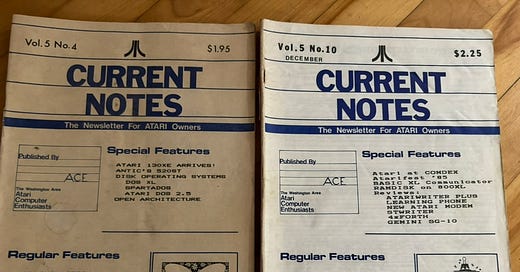 Vol.5 No.4
$1.95
CURRENT
NOTES
The Newsletter For ATARI Owners
Published By
ACE
The Washington Area
Atari
Computer
Enthusiasts
Special Features
ATARI 130XE ARRIVES!
ANTIC'S 520ST
DISK OPERATING SYSTEMS
DOS XL
SPARTADOS
ATARI DOS 2.5
OPEN ARCHITECTURE
Regular Features
Vol.5 No.10
DECEMBER
$2.25
CURRENT
NOTES
The Newsletter For ATARI Owners
Published By
ACE
The Washington Area
Atari
Computer
Enthusiasts
Special Features
Atari at COMDEX
Atarifest '85
BASIC XL Communicator
RAMDISK on 800XL
Reviews:
ATARIWRITER PLUS
LEARNING PHONE
NEW ATARI MODEM
STWRITER
4xFORTH
GEMINI SG-10
Regular Features